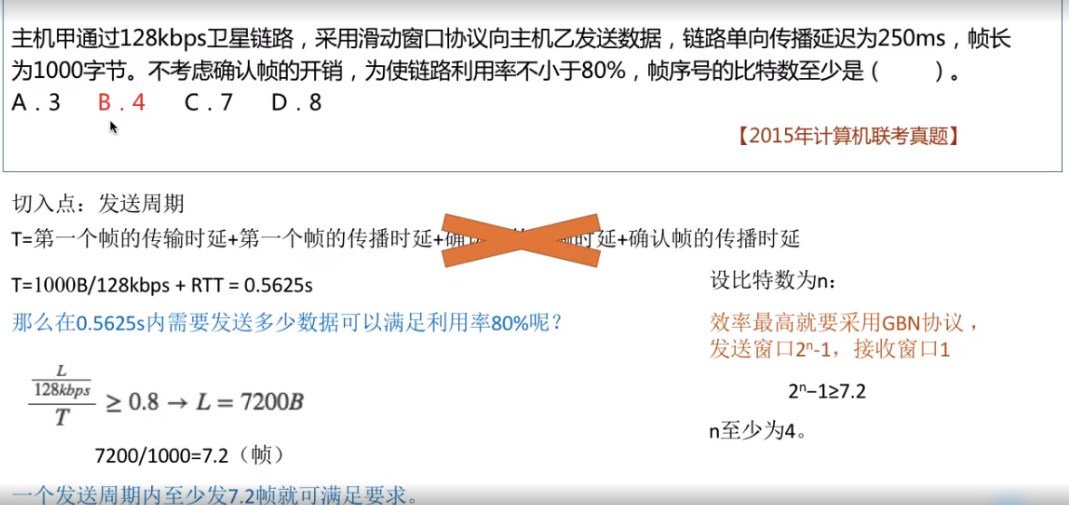 主机甲通过128kbps卫星链路，采用滑动窗口协议向主机乙发送数据，链路单向传播延迟为250ms，帧长
为1000字节。不考虑确认帧的开销，为使链路利用率不小于80%，帧序号的比特数至少是（　　）。
A．3　B．4　C．7　D．8
【2015年计算机联考真题】
切入点：发送周期
T=第一个帧的传输时延+第一个帧的传播时延+ 时延+确认帧的传播时延
T=1000B/128kbps + RTT = 0.5625s
那么在0.5625s内需要发送多少数据可以满足利用率80%呢？
L
128kbps
T
≥ 0.8 → L = 7200B
7200/1000=7.2（帧）
一个发送周期内至少发7.2帧就可满足要求。
设比特数为n：
效率最高就要采用GBN协议，
发送窗口2ⁿ-1，接收窗口1
2ⁿ−1≥7.2
n至少为4。